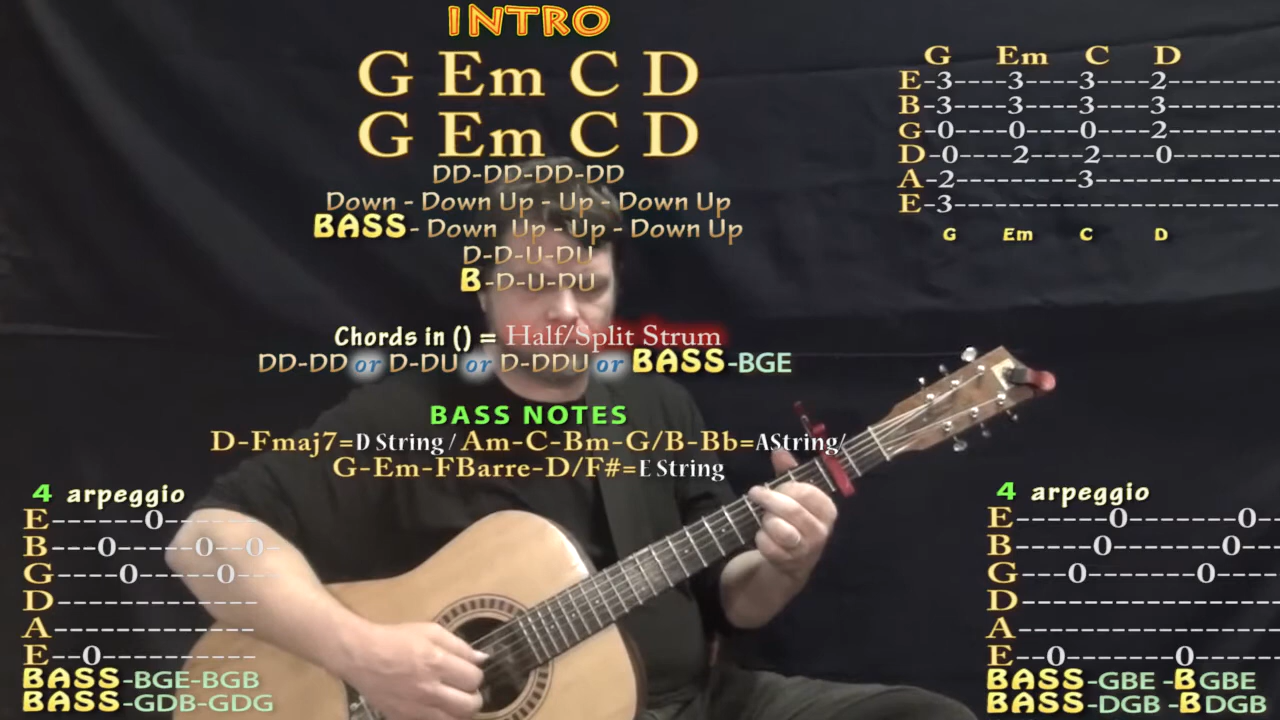 INTRO
G Em C D
G Em C D
DD-DD-DD-DD
Down - Down Up - Up - Down Up
BASS - Down Up - Up - Down Up
D-D-U-DU
B-D-U-DU
Chords in () = Half/Split Strum
DD-DD or D-DU or D-DDU or BASS-BGE
BASS NOTES
D-Fmaj7=D String / Am-C-Bm-G/B-Bb=AString/
G-Em-FBarre-D/F#=E String
G Em C D
E-3----3----3----2--------
B-3----3----3----3--------
G-0----0----0----2--------
D-0----2----2----0--------
A-2---------3-------------
E-3-----------------------
G Em C D
4 arpeggio
E------0------
B---0-----0--0-
G----0-----0--
D-------------
A-------------
E--0----------
BASS-BGE-BGB
BASS-GDB-GDG
4 arpeggio
E------0------0--
B-----0------0---
G---0------0-----
D----------------
A----------------
E--0------0------
BASS-GBE -BGBE
BASS-DGB -BDGB